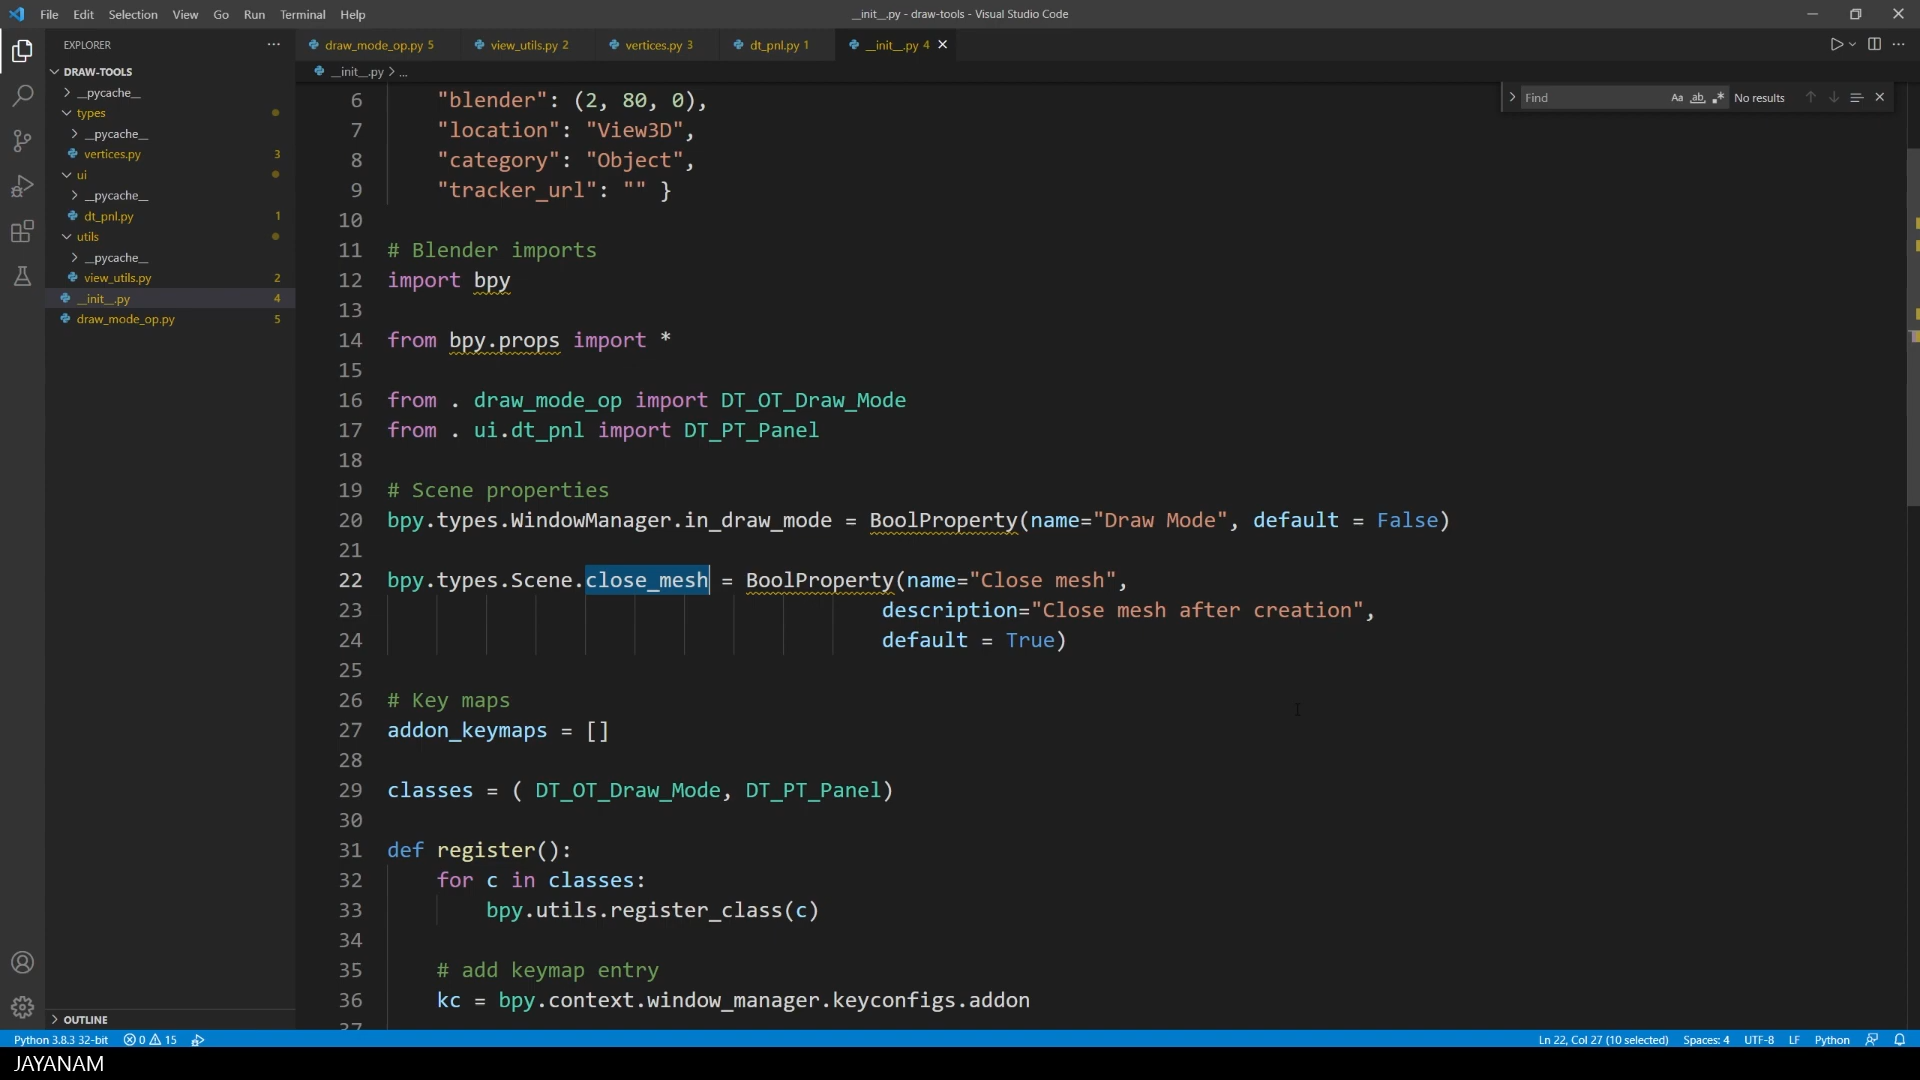 File Edit Selection View Go Run Terminal Help
__init__.py - draw-tools - Visual Studio Code
EXPLORER
DRAW-TOOLS
__pycache__
types
__pycache__
vertices.py 3
ui
__pycache__
dt_pnl.py 1
utils
__pycache__
view_utils.py 2
__init__.py 4
draw_mode_op.py 5
OUTLINE
draw_mode_op.py 5 view_utils.py 2 vertices.py 3 dt_pnl.py 1 __init__.py 4
__init__.py > ...
Find Aa ab No results
6 "blender": (2, 80, 0),
7 "location": "View3D",
8 "category": "Object",
9 "tracker_url": "" }
10
11 # Blender imports
12 import bpy
13
14 from bpy.props import *
15
16 from . draw_mode_op import DT_OT_Draw_Mode
17 from . ui.dt_pnl import DT_PT_Panel
18
19 # Scene properties
20 bpy.types.WindowManager.in_draw_mode = BoolProperty(name="Draw Mode", default = False)
21
22 bpy.types.Scene.close_mesh = BoolProperty(name="Close mesh",
23 description="Close mesh after creation",
24 default = True)
25
26 # Key maps
27 addon_keymaps = []
28
29 classes = ( DT_OT_Draw_Mode, DT_PT_Panel)
30
31 def register():
32 for c in classes:
33 bpy.utils.register_class(c)
34
35 # add keymap entry
36 kc = bpy.context.window_manager.keyconfigs.addon
37
Python 3.8.3 32-bit 0 15 Ln 22, Col 27 (10 selected) Spaces: 4 UTF-8 LF Python
JAYANAM